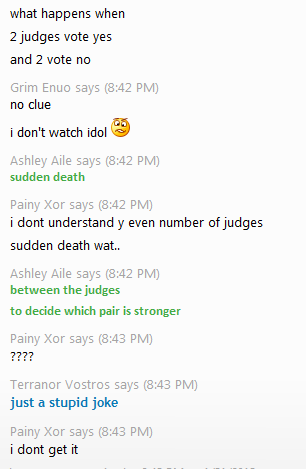 what happens when
2 judges vote yes
and 2 vote no
Grim Enuo says (8:42 PM)
no clue
i don't watch idol
Ashley Aile says (8:42 PM)
sudden death
Painy Xor says (8:42 PM)
i dont understand y even number of judges
sudden death wat..
Ashley Aile says (8:42 PM)
between the judges
to decide which pair is stronger
Painy Xor says (8:43 PM)
????
Terranor Vostros says (8:43 PM)
just a stupid joke
Painy Xor says (8:43 PM)
i dont get it